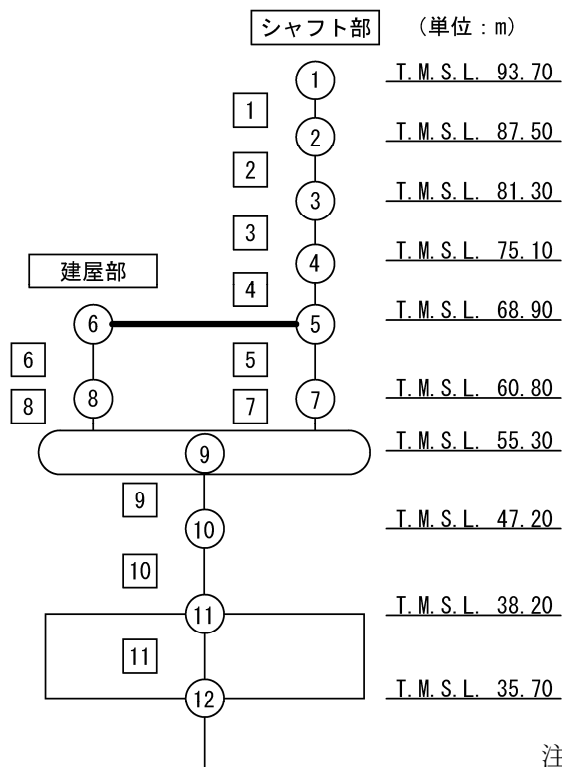 シャフト部 (単位：m)
1 T.M.S.L. 93.70
1
2 T.M.S.L. 87.50
2
3 T.M.S.L. 81.30
3
4 T.M.S.L. 75.10
建屋部 4
6 5 T.M.S.L. 68.90
6 5
8 7 T.M.S.L. 60.80
8 7
9 T.M.S.L. 55.30
9
10 T.M.S.L. 47.20
10
11 T.M.S.L. 38.20
11
12 T.M.S.L. 35.70
注